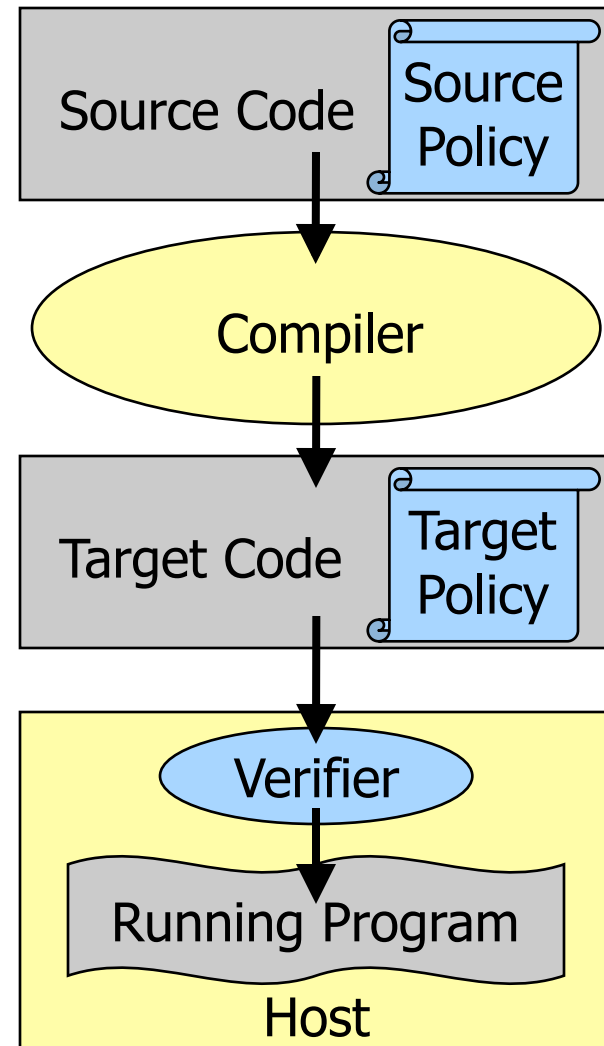 Source Code
Source
Policy
Compiler
Target Code
Target
Policy
Verifier
Running Program
Host